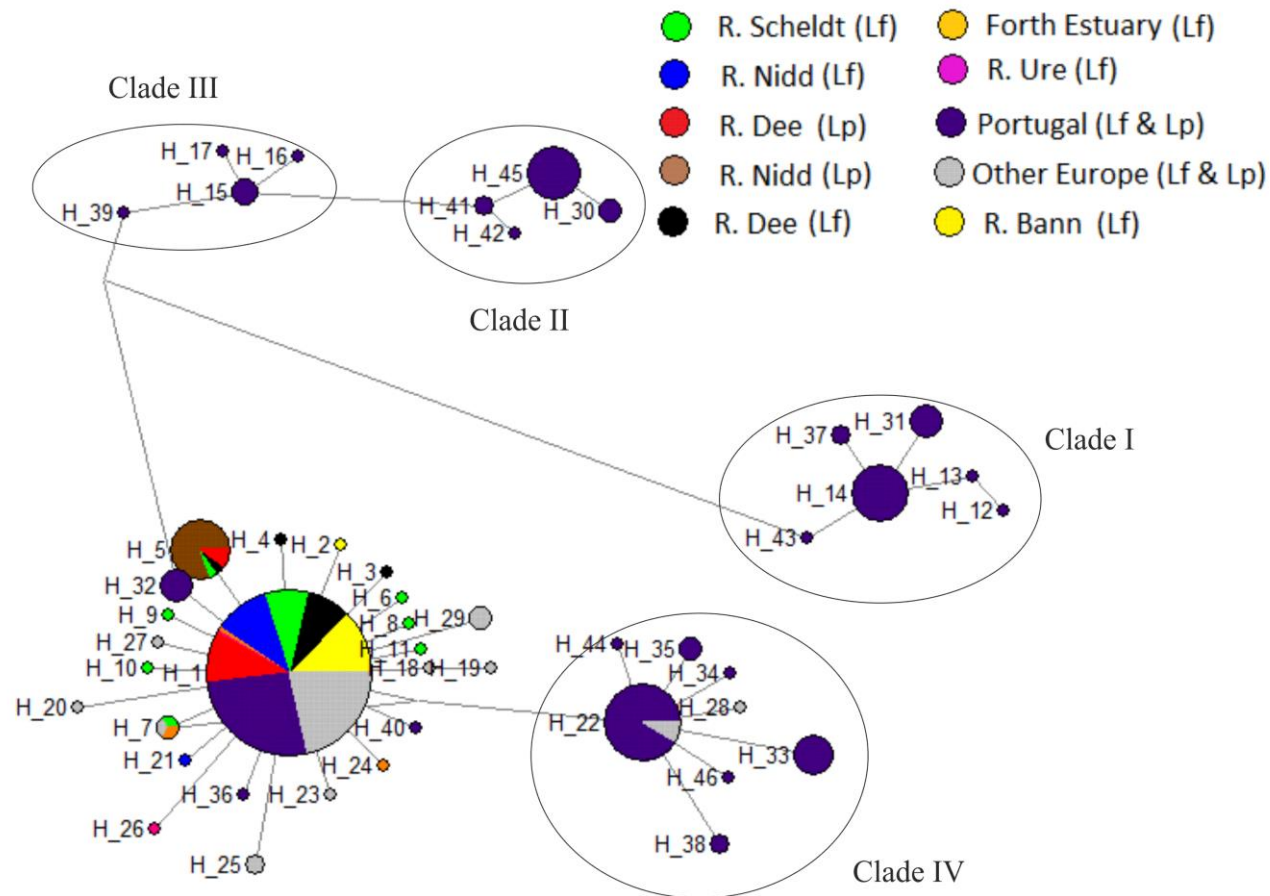 R. Scheldt (Lf)
Forth Estuary (Lf)
R. Nidd (Lf)
R. Ure (Lf)
R. Dee (Lp)
Portugal (Lf & Lp)
R. Nidd (Lp)
Other Europe (Lf & Lp)
R. Dee (Lf)
R. Bann (Lf)
Clade III
H_17
H_16
H_15
H_39
H_45
H_41
H_30
H_42
Clade II
H_31
H_37
Clade I
H_14
H_13
H_12
H_43
H_5
H_4
H_2
H_3
H_32
H_6
H_9
H_8
H_29
H_27
H_11
H_10
H_1
H_18
H_19
H_20
H_7
H_40
H_21
H_24
H_36
H_23
H_26
H_25
H_44
H_35
H_34
H_28
H_22
H_33
H_46
H_38
Clade IV